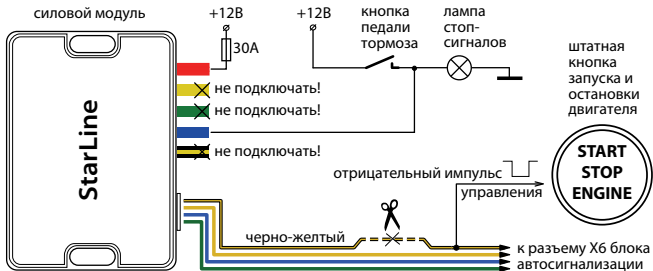 силовой модуль
+12В
30А
+12В
кнопка
педали
тормоза
лампа
стоп-
сигналов
штатная
кнопка
запуска и
остановки
двигателя
StarLine
не подключать!
не подключать!
не подключать!
START
STOP
ENGINE
отрицательный импульс
управления
черно-желтый
к разъему Х6 блока
автосигнализации